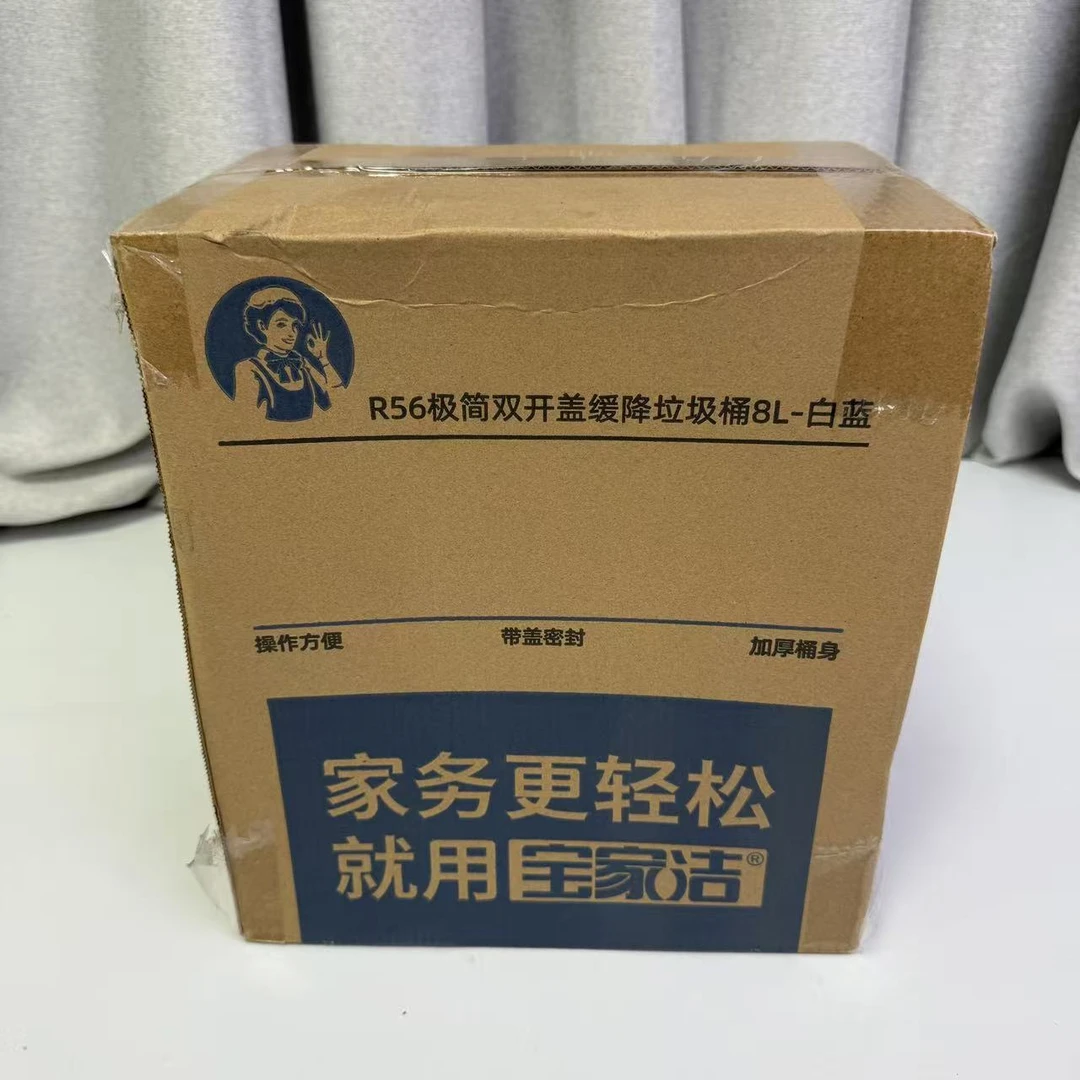 R56极简双开盖缓降垃圾桶8L-白蓝
操作方便 带盖密封 加厚桶身
家务更轻松
就用宝家洁®